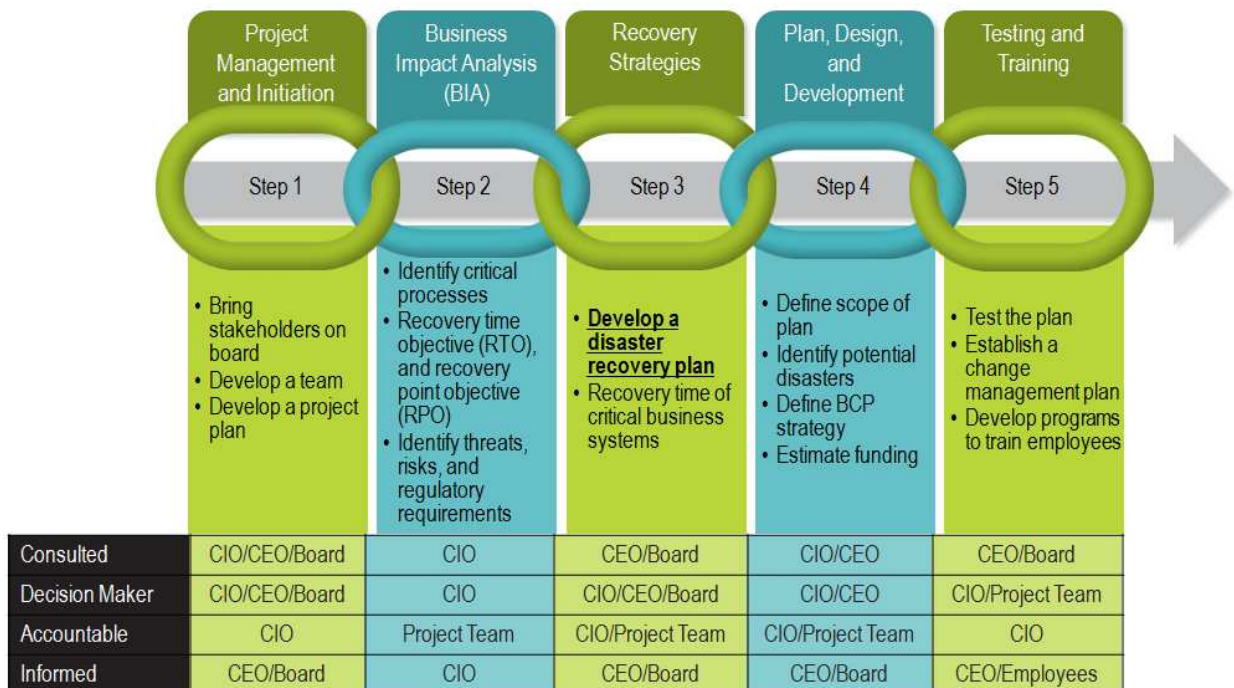 Project
Management
and Initiation
Business
Impact Analysis
(BIA)
Recovery
Strategies
Plan, Design,
and
Development
Testing and
Training
Step 1
Step 2
Step 3
Step 4
Step 5
• Bring
stakeholders on
board
• Develop a team
• Develop a project
plan
• Identify critical
processes
• Recovery time
objective (RTO),
and recovery
point objective
(RPO)
• Identify threats,
risks, and
regulatory
requirements
• Develop a
disaster
recovery plan
• Recovery time of
critical business
systems
• Define scope of
plan
• Identify potential
disasters
• Define BCP
strategy
• Estimate funding
• Test the plan
• Establish a
change
management plan
• Develop programs
to train employees
Consulted CIO/CEO/Board CIO CEO/Board CIO/CEO CEO/Board
Decision Maker CIO/CEO/Board CIO CIO/CEO/Board CIO/CEO CIO/Project Team
Accountable CIO Project Team CIO/Project Team CIO/Project Team CIO
Informed CEO/Board CIO CEO/Board CEO/Board CEO/Employees